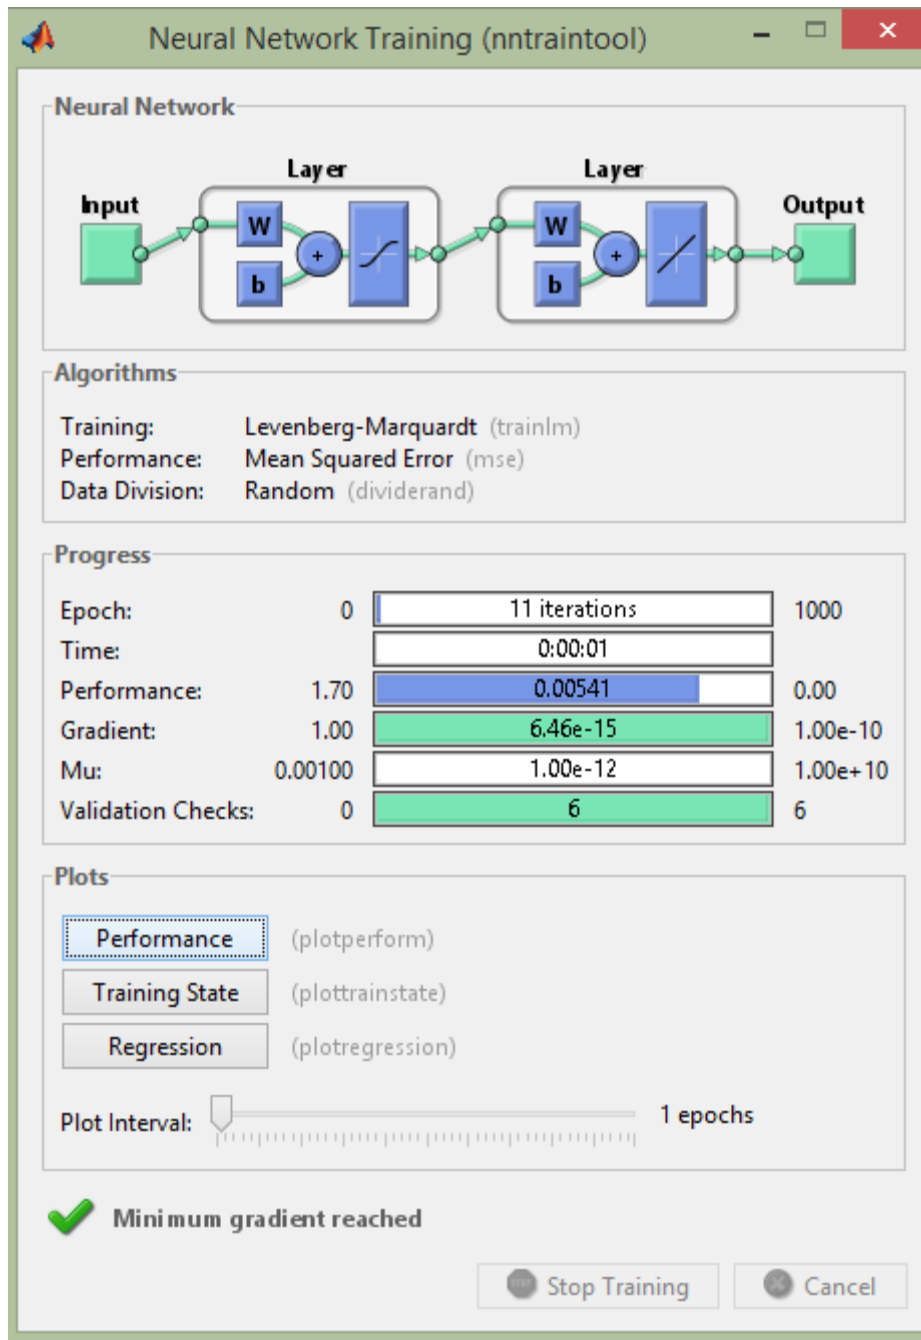 Neural Network Training (nntraintool)
Neural Network
Layer
Layer
Input
Output
W
W
+
+
b
b
Algorithms
Training: Levenberg-Marquardt (trainlm)
Performance: Mean Squared Error (mse)
Data Division: Random (dividerand)
Progress
Epoch: 0 11 iterations 1000
Time: 0:00:01
Performance: 1.70 0.00541 0.00
Gradient: 1.00 6.46e-15 1.00e-10
Mu: 0.00100 1.00e-12 1.00e+10
Validation Checks: 0 6 6
Plots
Performance (plotperform)
Training State (plottrainstate)
Regression (plotregression)
Plot Interval: 1 epochs
Minimum gradient reached
STOP Stop Training Cancel